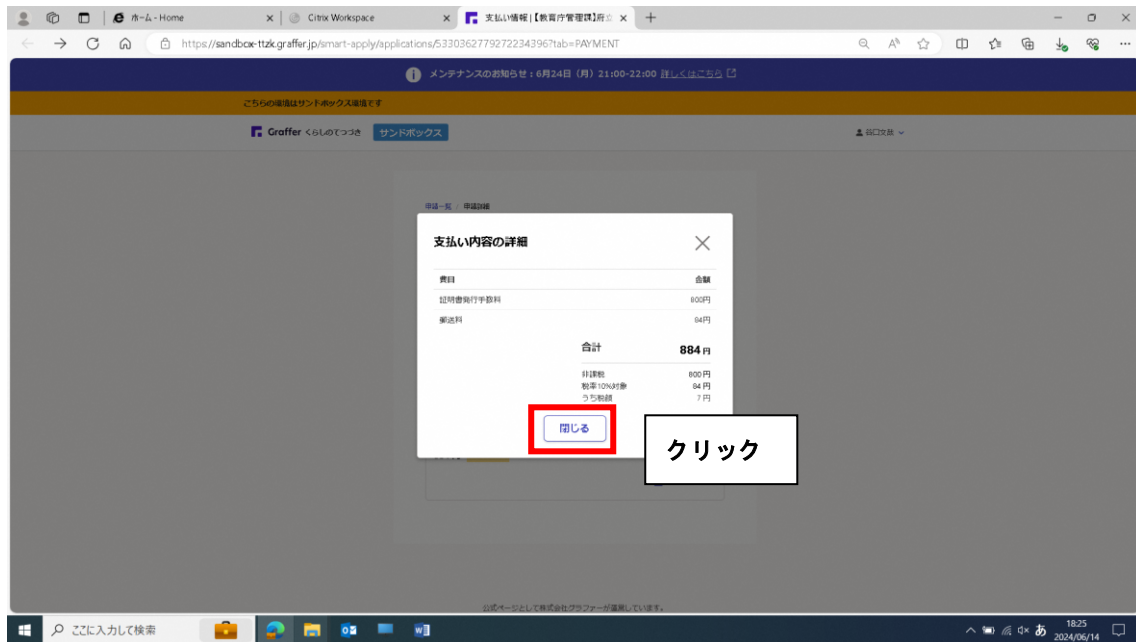 ホーム - Home
Citrix Workspace
支払い情報 |【教育庁管理課】府立
https://sandbox-ttzk.graffer.jp/smart-apply/applications/5330362779272234396?tab=PAYMENT
メンテナンスのお知らせ：6月24日（月）21:00-22:00 詳しくはこちら
こちらの環境はサンドボックス環境です
Graffer くらしのてつづき サンドボックス
申請一覧 / 申請詳細
支払い内容の詳細
費目 金額
証明書発行手数料 800円
郵送料 84円
合計 884 円
非課税 800 円
税率10%対象 84 円
うち税額 7 円
閉じる
クリック
公式ページとして株式会社グラファーが運営しています。
ここに入力して検索
あ
18:25
2024/06/14